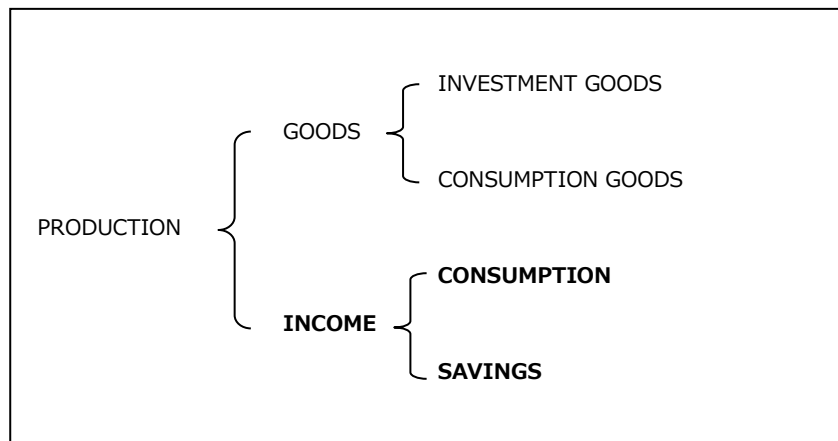 INVESTMENT GOODS
GOODS
CONSUMPTION GOODS
PRODUCTION
CONSUMPTION
INCOME
SAVINGS